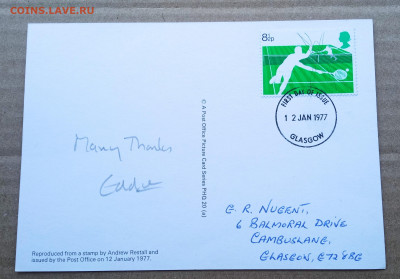 COINS.LAVE.RU
8½p
FIRST DAY OF ISSUE
12 JAN 1977
GLASGOW
© A Post Office Picture Card Series PHQ 20 (a)
Many Thanks
Eddie
E. R. NUGENT,
6 BALMORAL DRIVE
CAMBUSLANG,
GLASGOW, G72 8BG
Reproduced from a stamp by Andrew Restall and
issued by the Post Office on 12 January 1977.